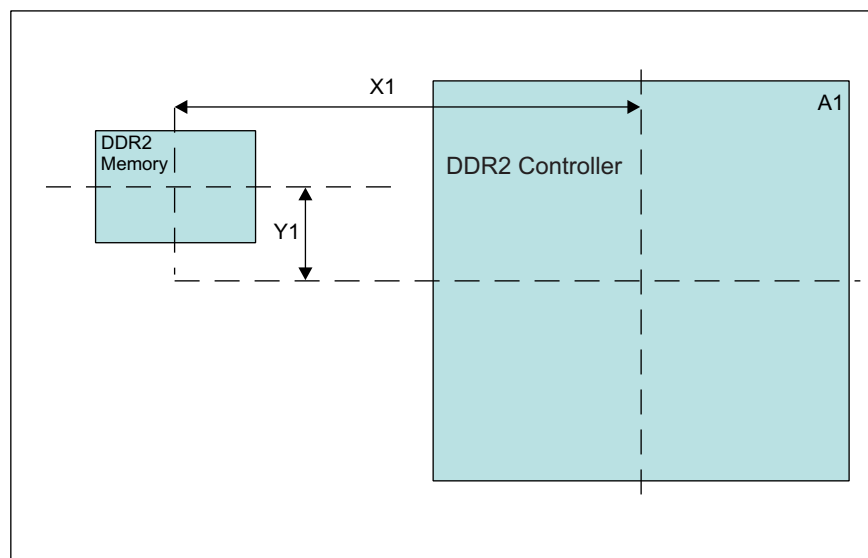 X1
A1
DDR2
Memory
DDR2 Controller
Y1